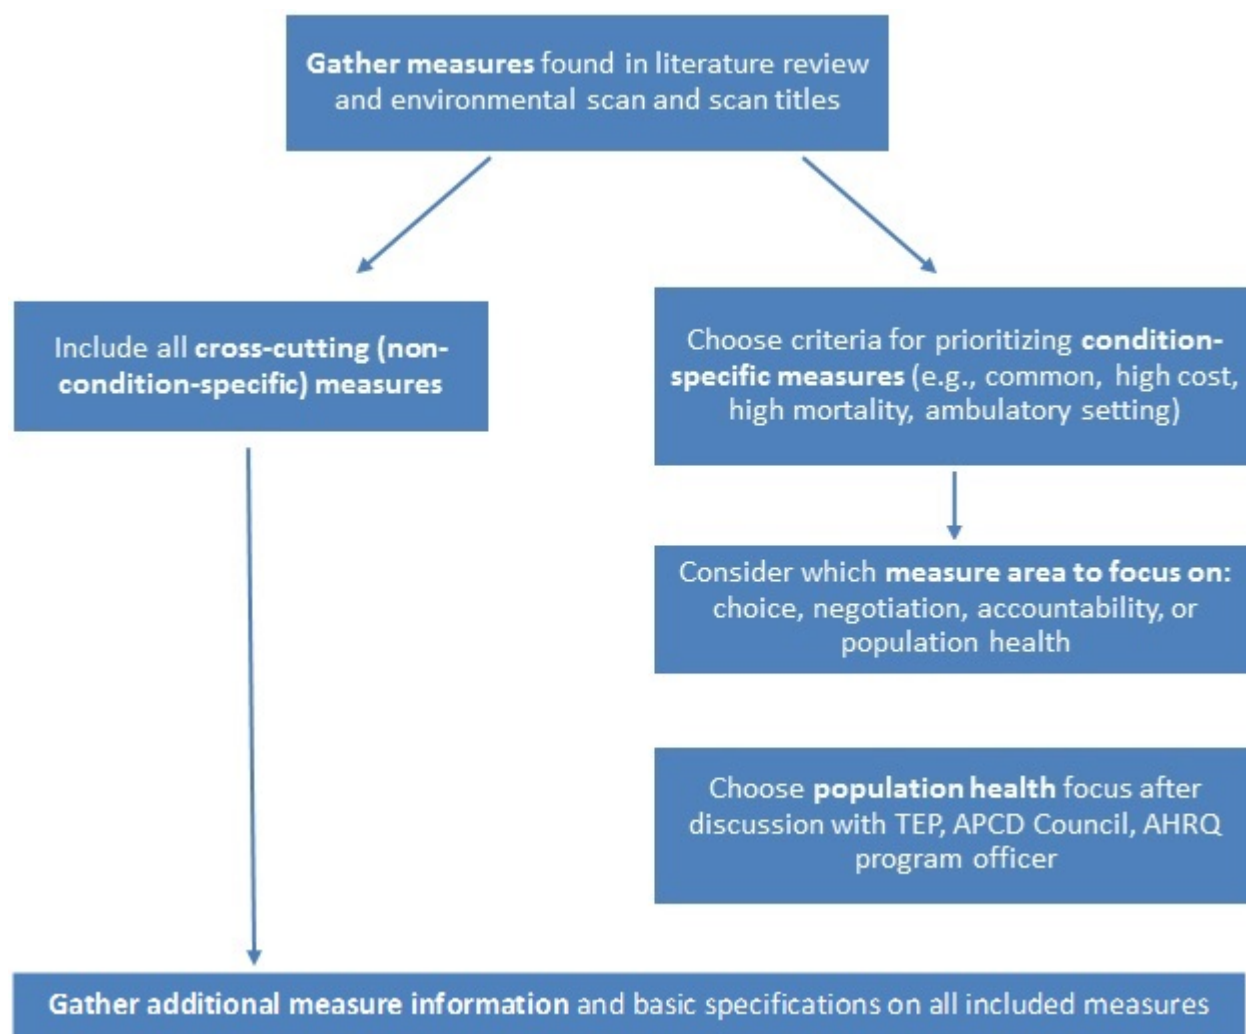 Gather measures found in literature review
and environmental scan and scan titles
Include all cross-cutting (non-
condition-specific) measures
Choose criteria for prioritizing condition-
specific measures (e.g., common, high cost,
high mortality, ambulatory setting)
Consider which measure area to focus on:
choice, negotiation, accountability, or
population health
Choose population health focus after
discussion with TEP, APCD Council, AHRQ
program officer
Gather additional measure information and basic specifications on all included measures